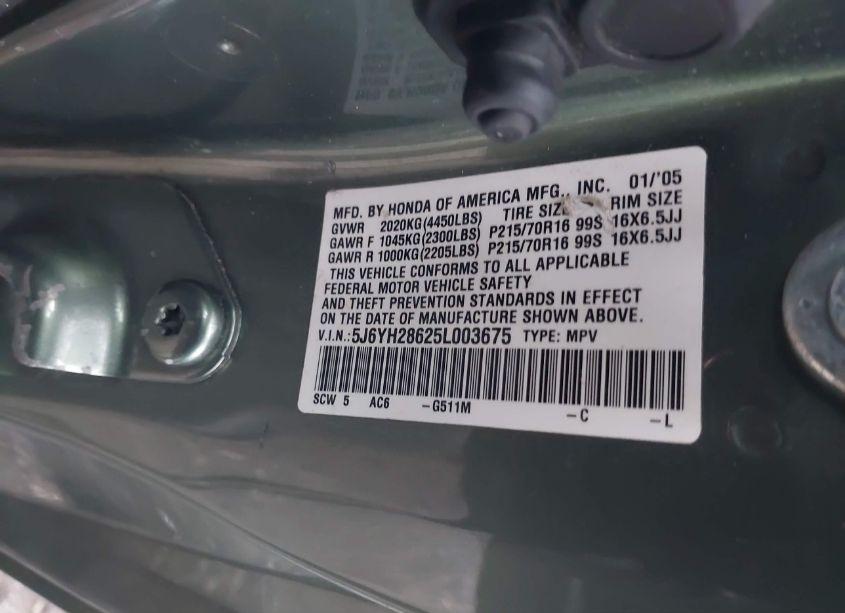 MFD. BY HONDA OF AMERICA MFG., INC. 01/'05
GVWR 2020KG(4450LBS) TIRE SIZE RIM SIZE
GAWR F 1045KG(2300LBS) P215/70R16 99S 16X6.5JJ
GAWR R 1000KG(2205LBS) P215/70R16 99S 16X6.5JJ
THIS VEHICLE CONFORMS TO ALL APPLICABLE
FEDERAL MOTOR VEHICLE SAFETY
AND THEFT PREVENTION STANDARDS IN EFFECT
ON THE DATE OF MANUFACTURE SHOWN ABOVE.
V.I.N.:5J6YH28625L003675 TYPE: MPV
SCW 5 AC6 -G511M -C -L